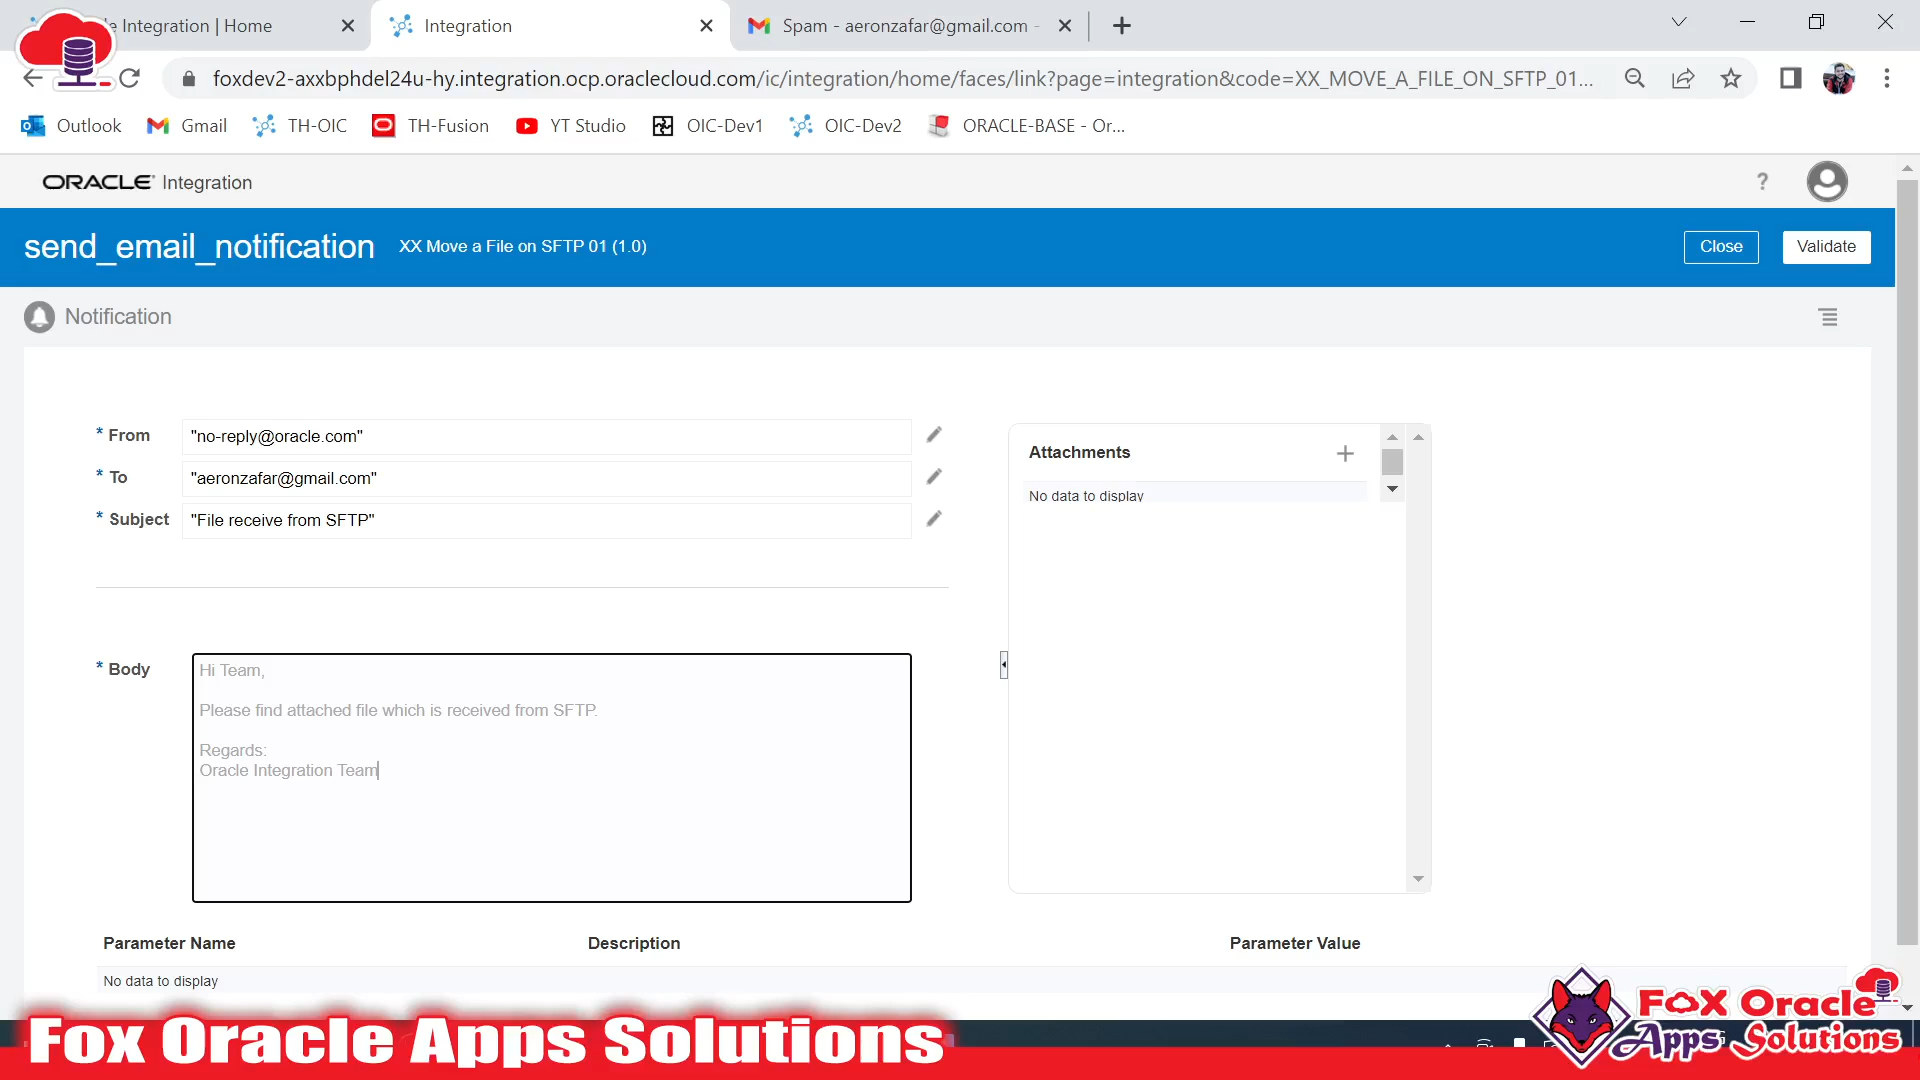 Integration | Home
Integration
Spam - aeronzafar@gmail.com -
foxdev2-axxbphdel24u-hy.integration.ocp.oraclecloud.com/ic/integration/home/faces/link?page=integration&code=XX_MOVE_A_FILE_ON_SFTP_01...
Outlook
Gmail
TH-OIC
TH-Fusion
YT Studio
OIC-Dev1
OIC-Dev2
ORACLE-BASE - Or...
ORACLE Integration
?
send_email_notification
XX Move a File on SFTP 01 (1.0)
Close
Validate
Notification
* From
"no-reply@oracle.com"
* To
"aeronzafar@gmail.com"
* Subject
"File receive from SFTP"
Attachments
No data to display
* Body
Hi Team,
Please find attached file which is received from SFTP.
Regards:
Oracle Integration Team
Parameter Name
Description
Parameter Value
No data to display
Fox Oracle Apps Solutions
FOX Oracle
Apps Solutions